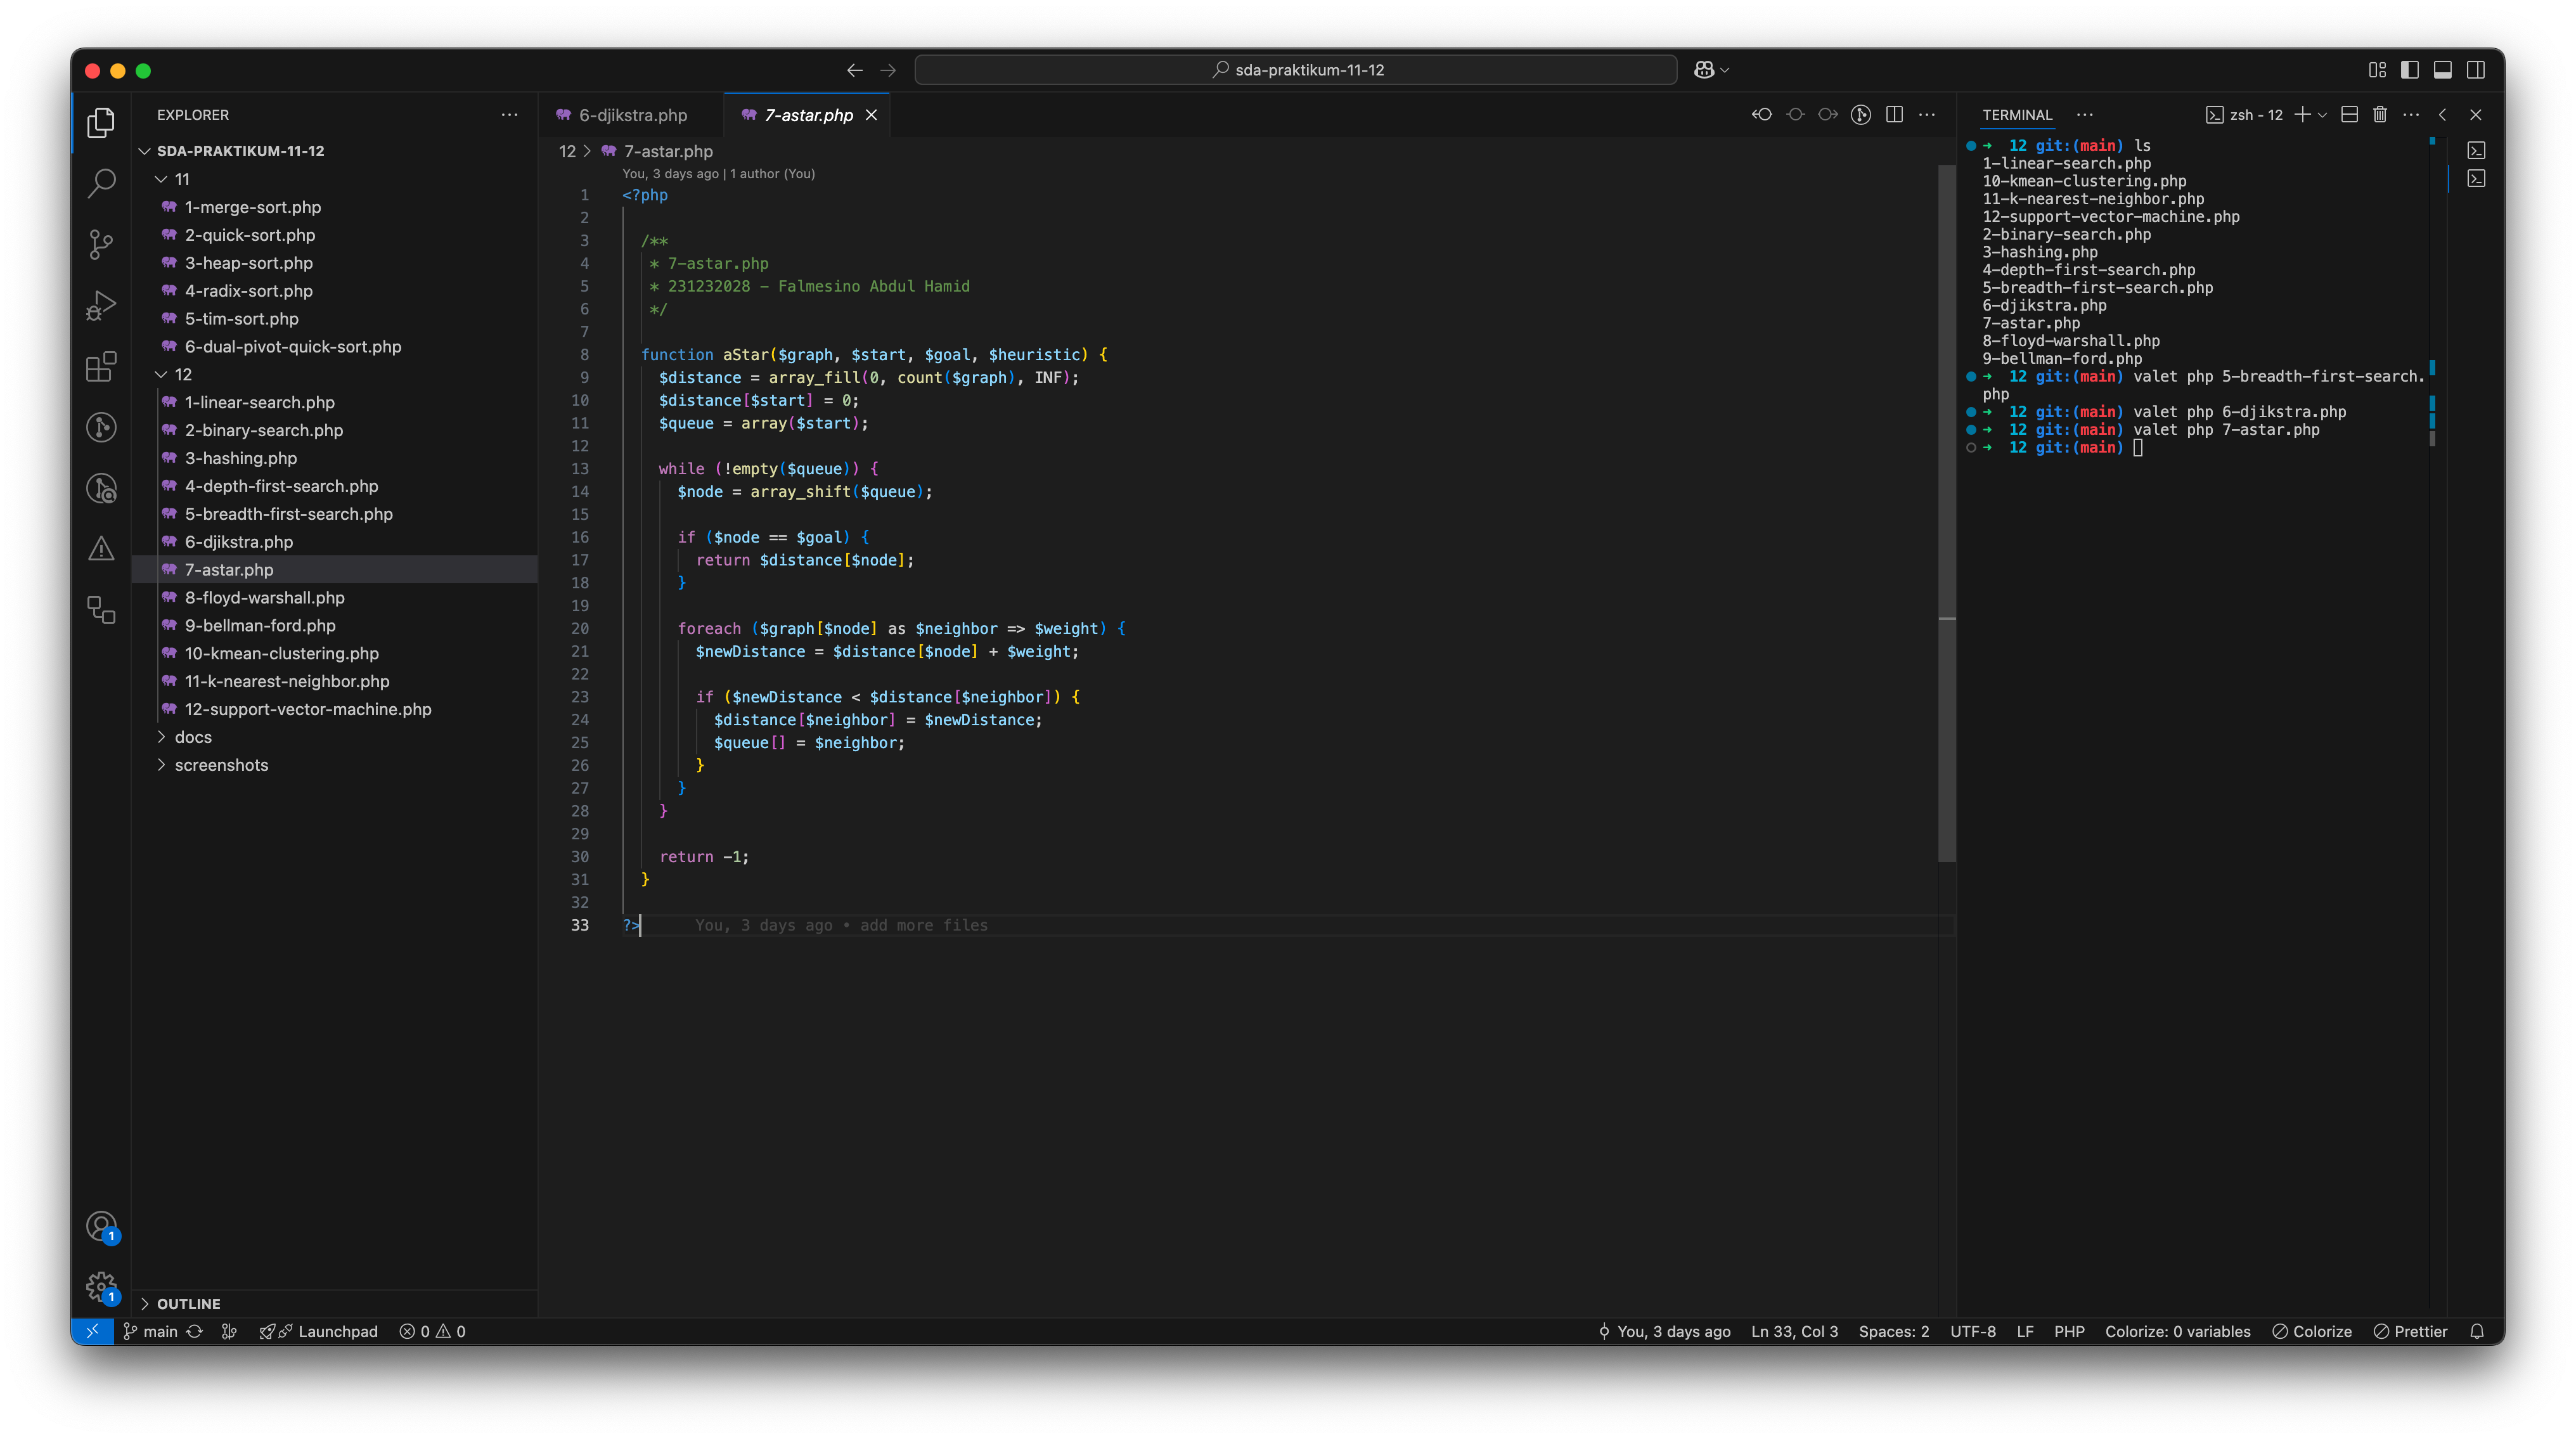 sda-praktikum-11-12
EXPLORER
SDA-PRAKTIKUM-11-12
11
1-merge-sort.php
2-quick-sort.php
3-heap-sort.php
4-radix-sort.php
5-tim-sort.php
6-dual-pivot-quick-sort.php
12
1-linear-search.php
2-binary-search.php
3-hashing.php
4-depth-first-search.php
5-breadth-first-search.php
6-djikstra.php
7-astar.php
8-floyd-warshall.php
9-bellman-ford.php
10-kmean-clustering.php
11-k-nearest-neighbor.php
12-support-vector-machine.php
docs
screenshots
OUTLINE
6-djikstra.php
7-astar.php
12 > 7-astar.php
You, 3 days ago | 1 author (You)
1 <?php
2
3 /**
4 * 7-astar.php
5 * 231232028 - Falmesino Abdul Hamid
6 */
7
8 function aStar($graph, $start, $goal, $heuristic) {
9 $distance = array_fill(0, count($graph), INF);
10 $distance[$start] = 0;
11 $queue = array($start);
12
13 while (!empty($queue)) {
14 $node = array_shift($queue);
15
16 if ($node == $goal) {
17 return $distance[$node];
18 }
19
20 foreach ($graph[$node] as $neighbor => $weight) {
21 $newDistance = $distance[$node] + $weight;
22
23 if ($newDistance < $distance[$neighbor]) {
24 $distance[$neighbor] = $newDistance;
25 $queue[] = $neighbor;
26 }
27 }
28 }
29
30 return -1;
31 }
32
33 ?> You, 3 days ago • add more files
TERMINAL
zsh - 12
→ 12 git:(main) ls
1-linear-search.php
10-kmean-clustering.php
11-k-nearest-neighbor.php
12-support-vector-machine.php
2-binary-search.php
3-hashing.php
4-depth-first-search.php
5-breadth-first-search.php
6-djikstra.php
7-astar.php
8-floyd-warshall.php
9-bellman-ford.php
→ 12 git:(main) valet php 5-breadth-first-search.
php
→ 12 git:(main) valet php 6-djikstra.php
→ 12 git:(main) valet php 7-astar.php
→ 12 git:(main)
1
1
main
Launchpad
0 0
You, 3 days ago
Ln 33, Col 3
Spaces: 2
UTF-8
LF
PHP
Colorize: 0 variables
Colorize
Prettier